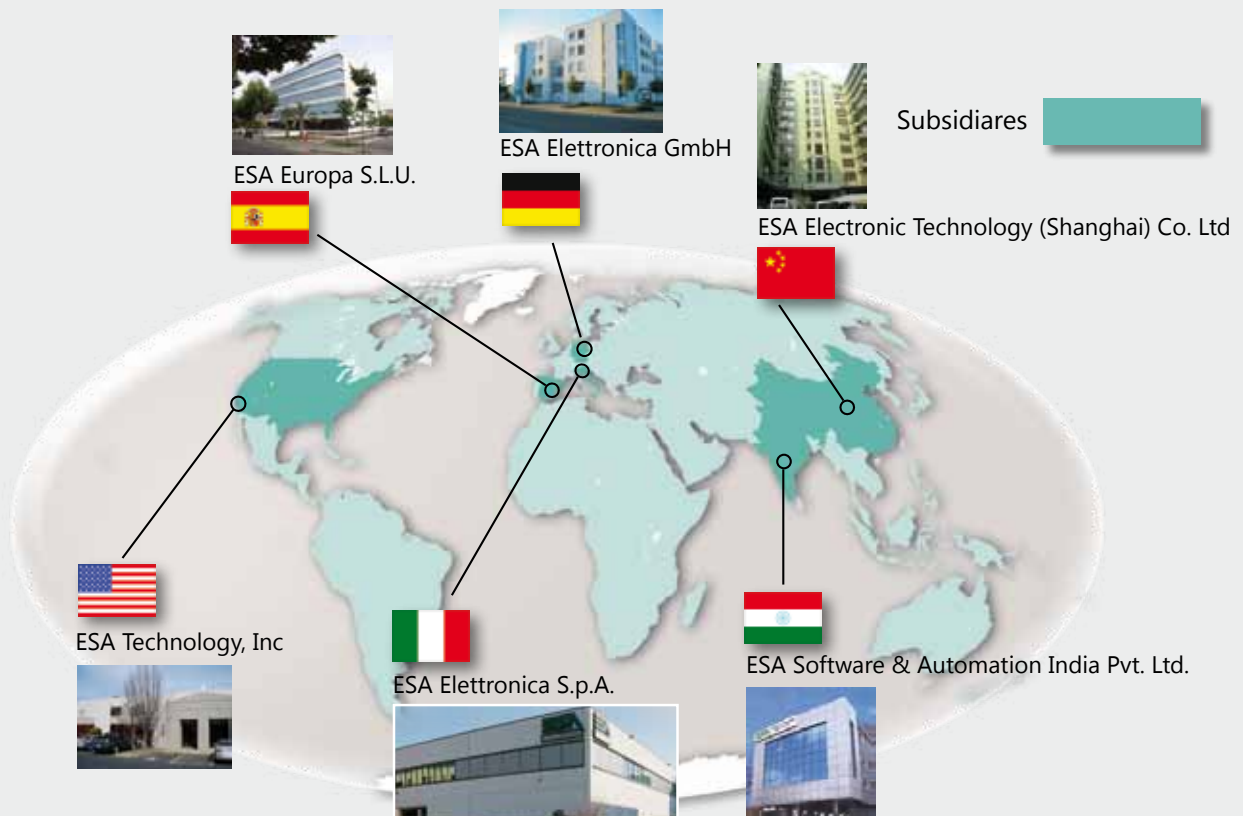 ESA Elettronica GmbH
Subsidiares
ESA Europa S.L.U.
ESA Electronic Technology (Shanghai) Co. Ltd
ESA Technology, Inc
ESA Elettronica S.p.A.
ESA Software & Automation India Pvt. Ltd.